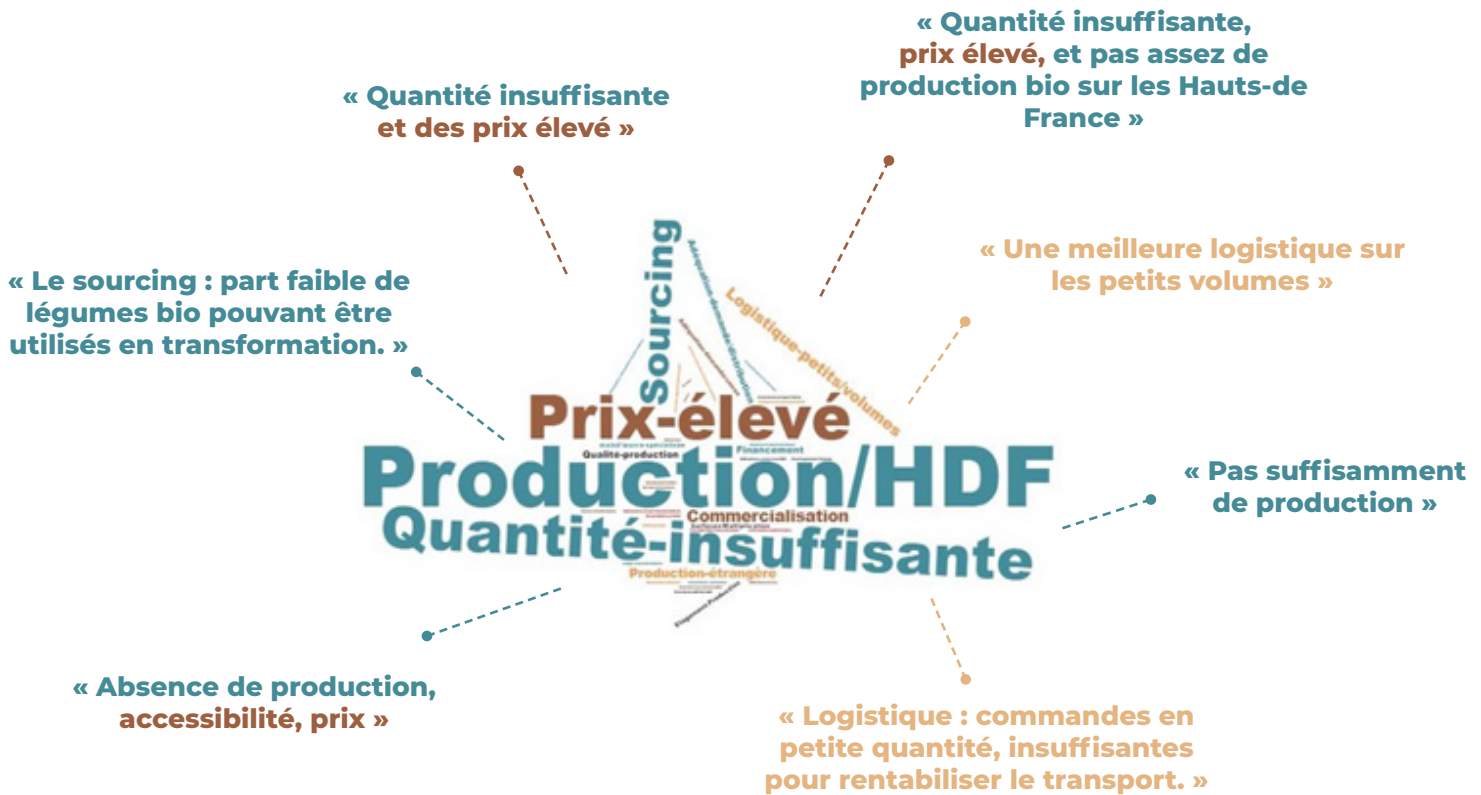 « Quantité insuffisante,
prix élevé, et pas assez de
production bio sur les Hauts-de
France »
« Quantité insuffisante
et des prix élevé »
« Une meilleure logistique sur
les petits volumes »
« Le sourcing : part faible de
légumes bio pouvant être
utilisés en transformation. »
Sourcing
Adéquation-demande/distribution
Logistique-petits/volumes
Prix-élevé
Qualité-production
Financement
Production/HDF
Commercialisation
Quantité-insuffisante
Production-étrangère
« Pas suffisamment
de production »
« Absence de production,
accessibilité, prix »
« Logistique : commandes en
petite quantité, insuffisantes
pour rentabiliser le transport. »